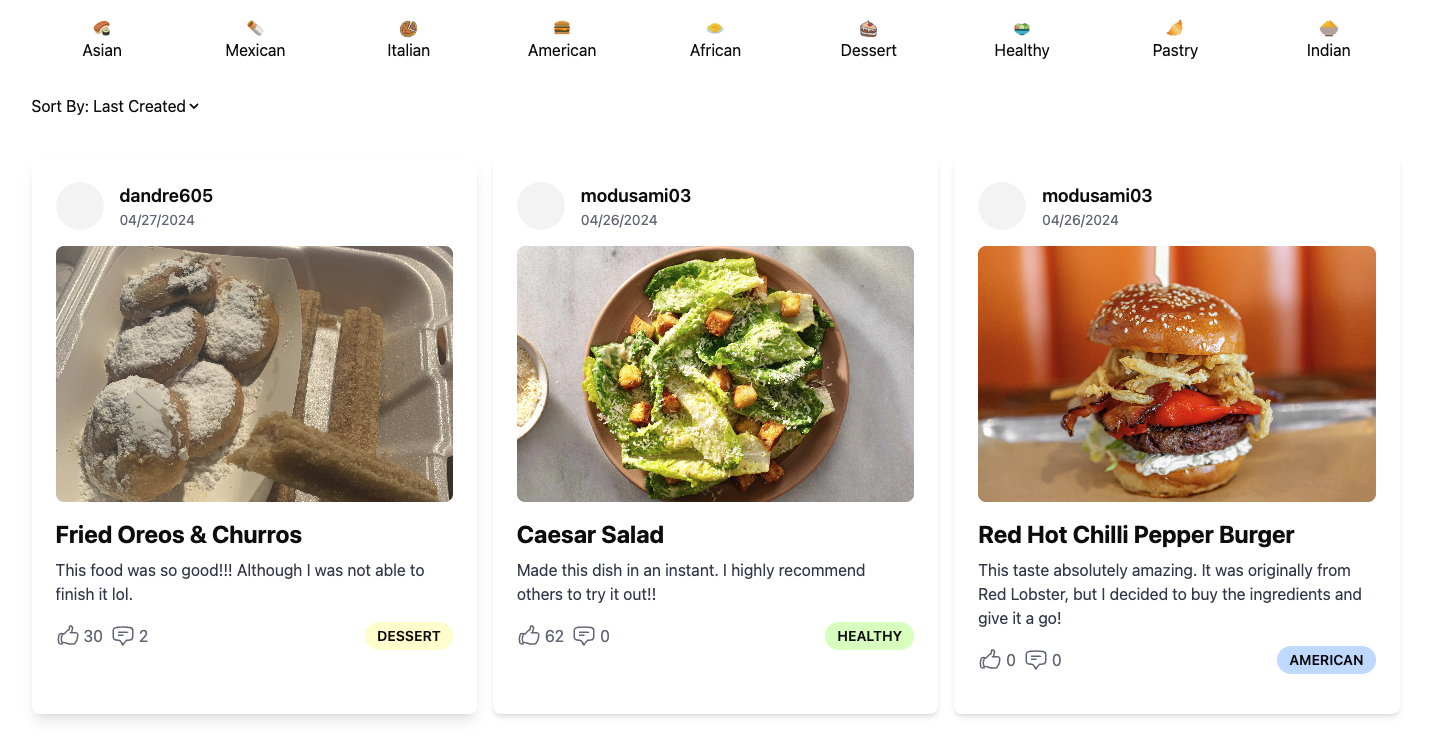 Asian
Mexican
Italian
American
African
Dessert
Healthy
Pastry
Indian
Sort By: Last Created
dandre605
04/27/2024
Fried Oreos & Churros
This food was so good!!! Although I was not able to
finish it lol.
30 2
DESSERT
modusami03
04/26/2024
Caesar Salad
Made this dish in an instant. I highly recommend
others to try it out!!
62 0
HEALTHY
modusami03
04/26/2024
Red Hot Chilli Pepper Burger
This taste absolutely amazing. It was originally from
Red Lobster, but I decided to buy the ingredients and
give it a go!
0 0
AMERICAN